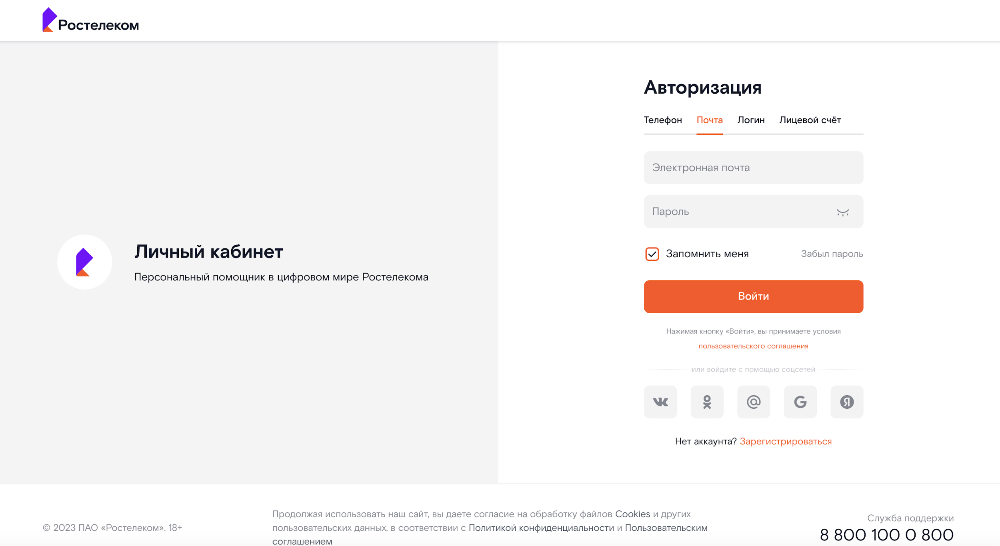 Ростелеком
Авторизация
Телефон Почта Логин Лицевой счёт
Электронная почта
Пароль
Запомнить меня Забыл пароль
Войти
Нажимая кнопку «Войти», вы принимаете условия
пользовательского соглашения
или войдите с помощью соцсетей
Нет аккаунта? Зарегистрироваться
Личный кабинет
Персональный помощник в цифровом мире Ростелекома
© 2023 ПАО «Ростелеком». 18+
Продолжая использовать наш сайт, вы даете согласие на обработку файлов Cookies и других
пользовательских данных, в соответствии с Политикой конфиденциальности и Пользовательским
соглашением
Служба поддержки
8 800 100 0 800